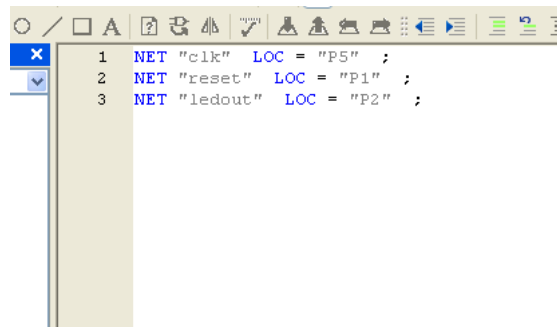 1 NET "clk" LOC = "P5" ;
2 NET "reset" LOC = "P1" ;
3 NET "ledout" LOC = "P2" ;